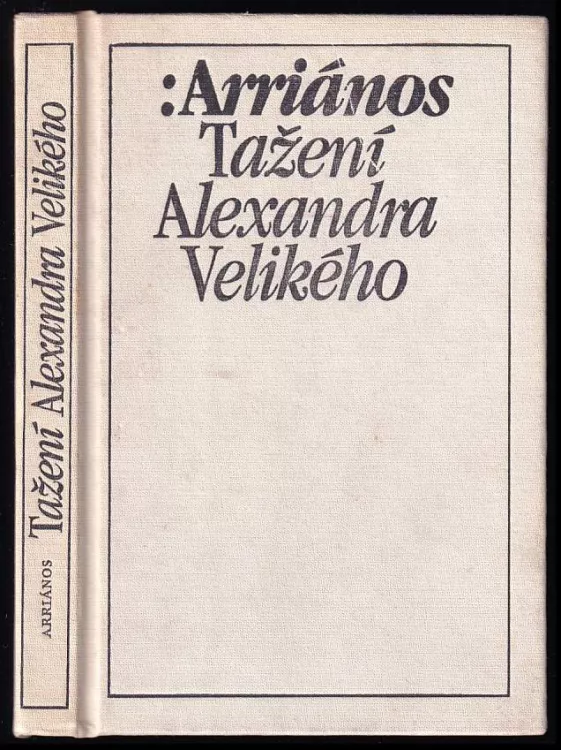 :Arriános
Tažení
Alexandra
Velikého
ARRIÁNOS Tažení Alexandra Velikého